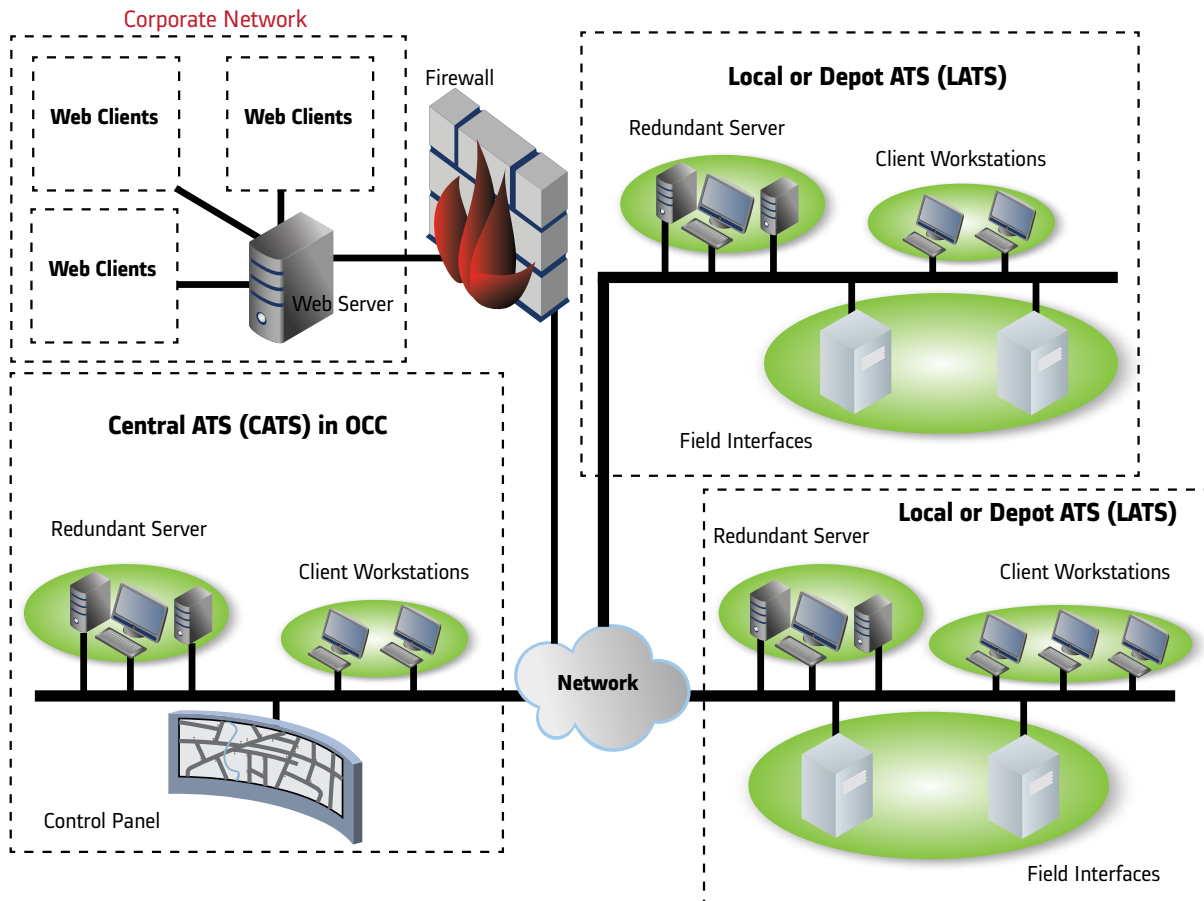 Corporate Network
Web Clients
Web Clients
Web Clients
Web Server
Firewall
Local or Depot ATS (LATS)
Redundant Server
Client Workstations
Field Interfaces
Central ATS (CATS) in OCC
Redundant Server
Client Workstations
Control Panel
Network
Local or Depot ATS (LATS)
Redundant Server
Client Workstations
Field Interfaces